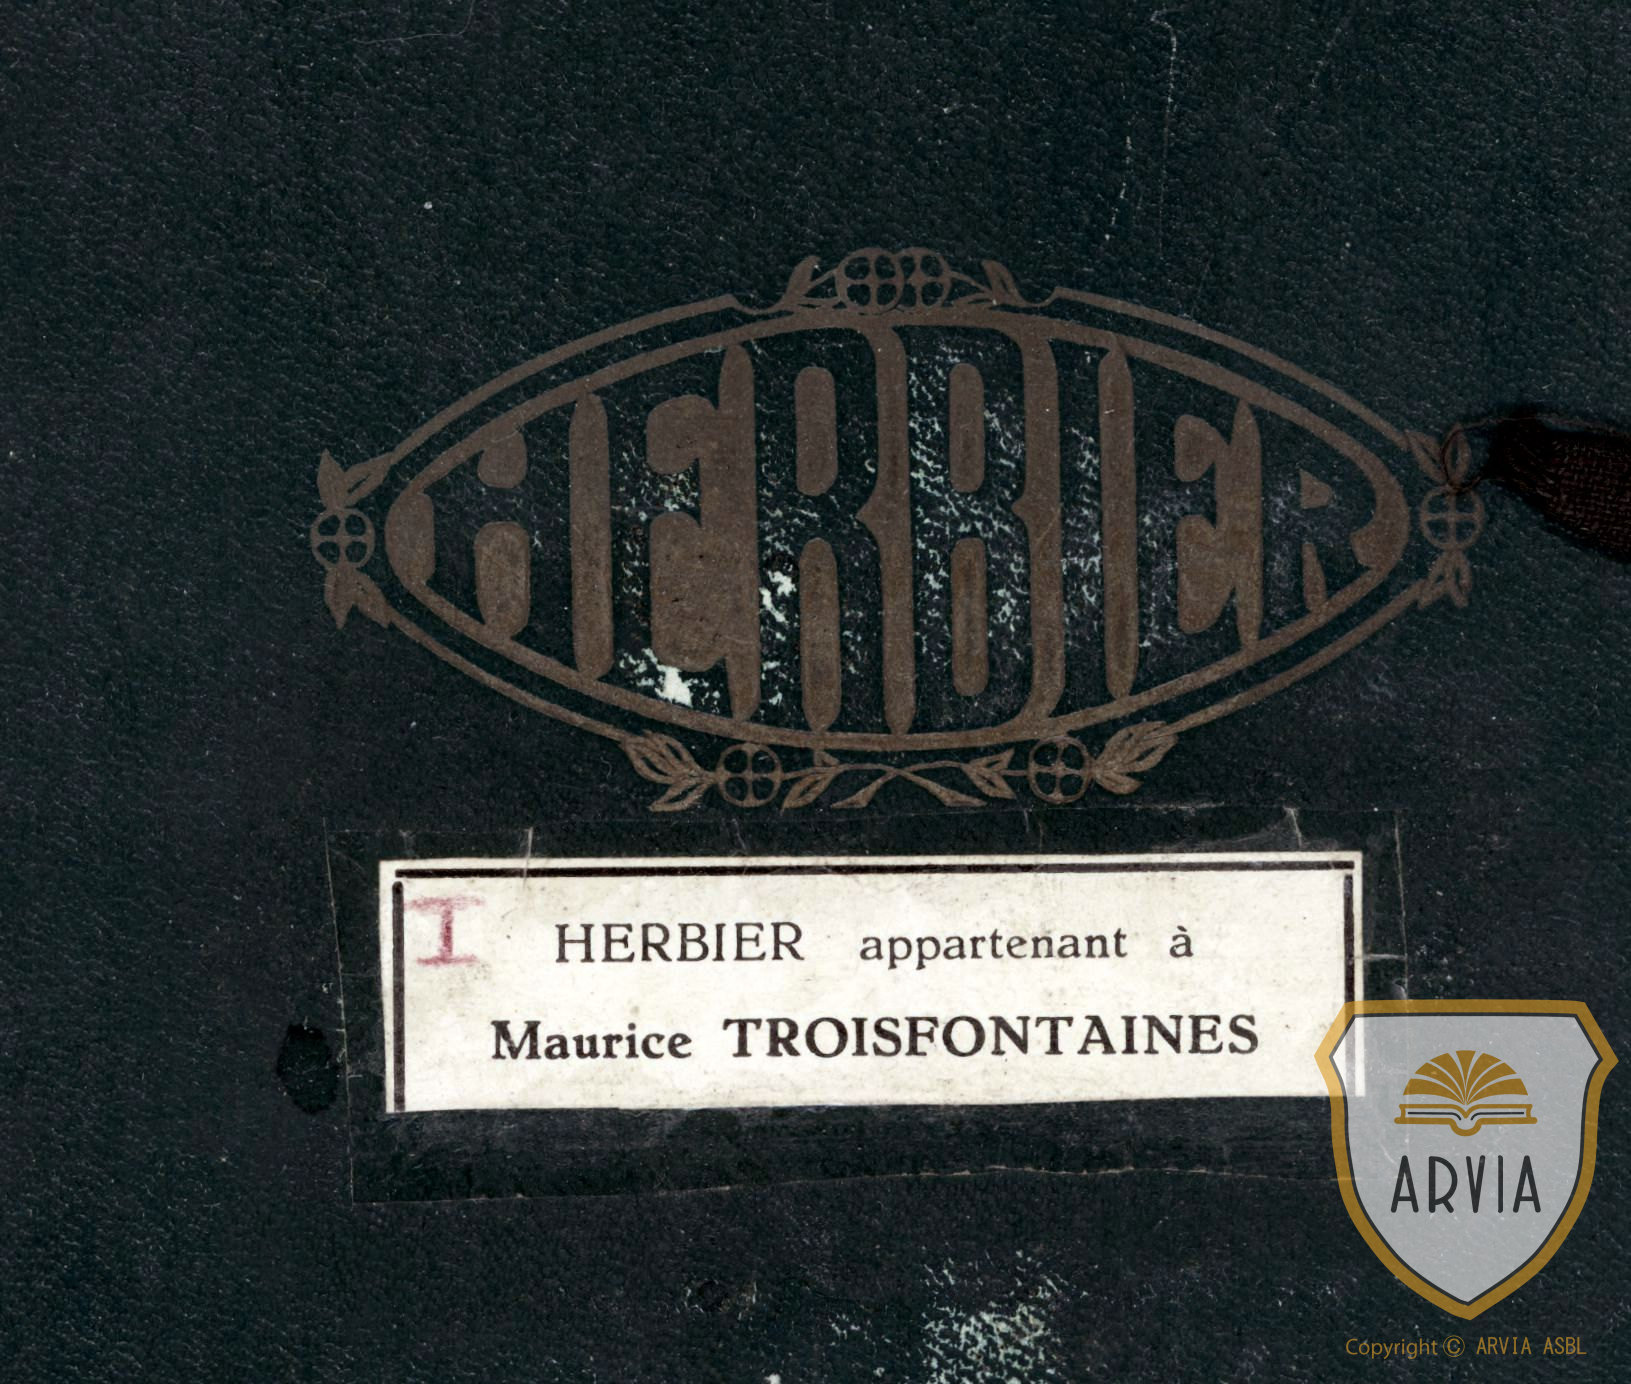 HERBIER
I
HERBIER appartenant à
Maurice TROISFONTAINES
ARVIA
Copyright © ARVIA ASBL